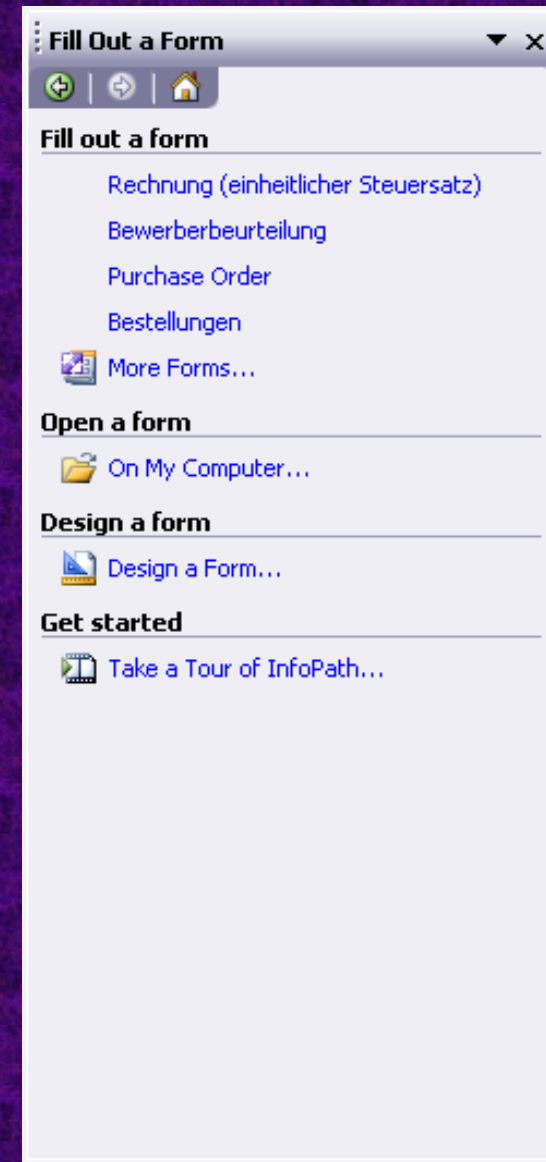 Fill Out a Form
Fill out a form
Rechnung (einheitlicher Steuersatz)
Bewerberbeurteilung
Purchase Order
Bestellungen
More Forms...
Open a form
On My Computer...
Design a form
Design a Form...
Get started
Take a Tour of InfoPath...